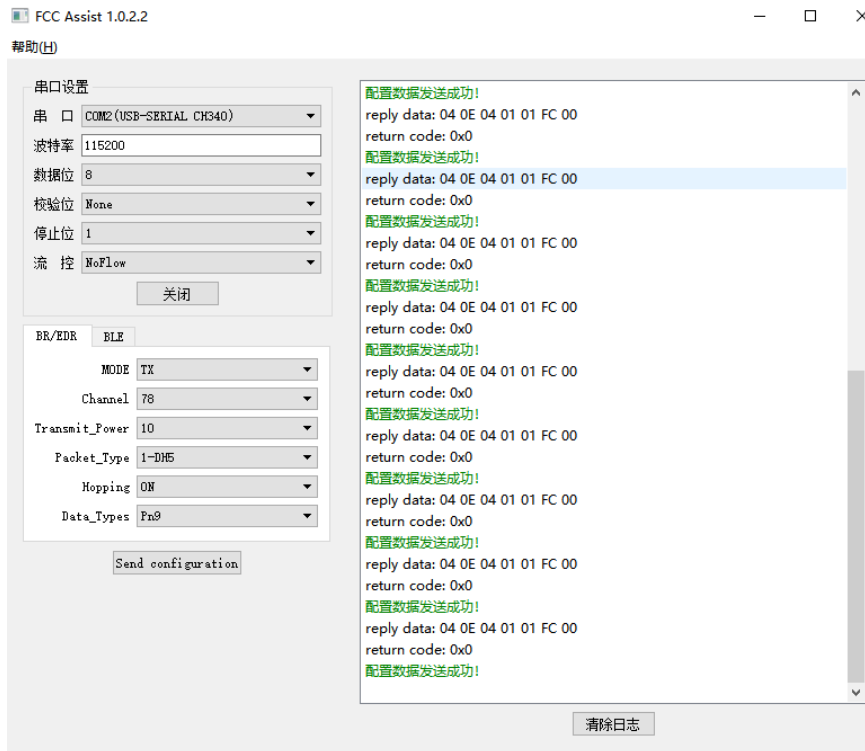 FCC Assist 1.0.2.2
帮助(H)
串口设置
串 口 COM2(USB-SERIAL CH340)
波特率 115200
数据位 8
校验位 None
停止位 1
流 控 NoFlow
关闭
BR/EDR BLE
MODE TX
Channel 78
Transmit_Power 10
Packet_Type 1-DH5
Hopping ON
Data_Types Pn9
Send configuration
配置数据发送成功!
reply data: 04 0E 04 01 01 FC 00
return code: 0x0
配置数据发送成功!
reply data: 04 0E 04 01 01 FC 00
return code: 0x0
配置数据发送成功!
reply data: 04 0E 04 01 01 FC 00
return code: 0x0
配置数据发送成功!
reply data: 04 0E 04 01 01 FC 00
return code: 0x0
配置数据发送成功!
reply data: 04 0E 04 01 01 FC 00
return code: 0x0
配置数据发送成功!
reply data: 04 0E 04 01 01 FC 00
return code: 0x0
配置数据发送成功!
reply data: 04 0E 04 01 01 FC 00
return code: 0x0
配置数据发送成功!
reply data: 04 0E 04 01 01 FC 00
return code: 0x0
配置数据发送成功!
reply data: 04 0E 04 01 01 FC 00
return code: 0x0
配置数据发送成功!
清除日志